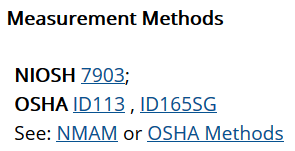 Measurement Methods
NIOSH 7903;
OSHA ID113 , ID165SG
See: NMAM or OSHA Methods